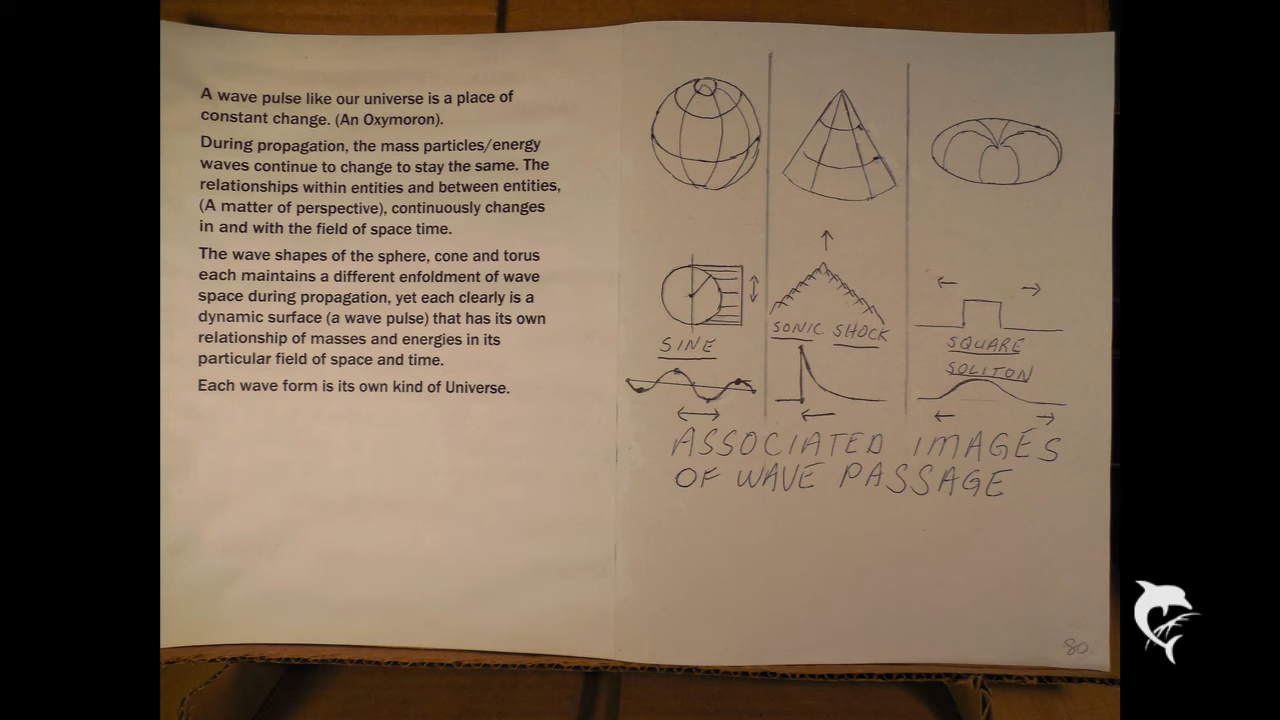 A wave pulse like our universe is a place of
constant change. (An Oxymoron).
During propagation, the mass particles/energy
waves continue to change to stay the same. The
relationships within entities and between entities,
(A matter of perspective), continuously changes
in and with the field of space time.
The wave shapes of the sphere, cone and torus
each maintains a different enfoldment of wave
space during propagation, yet each clearly is a
dynamic surface (a wave pulse) that has its own
relationship of masses and energies in its
particular field of space and time.
Each wave form is its own kind of Universe.
SINE
SONIC SHOCK
SQUARE
SOLITON
ASSOCIATED IMAGES
OF WAVE PASSAGE
80.